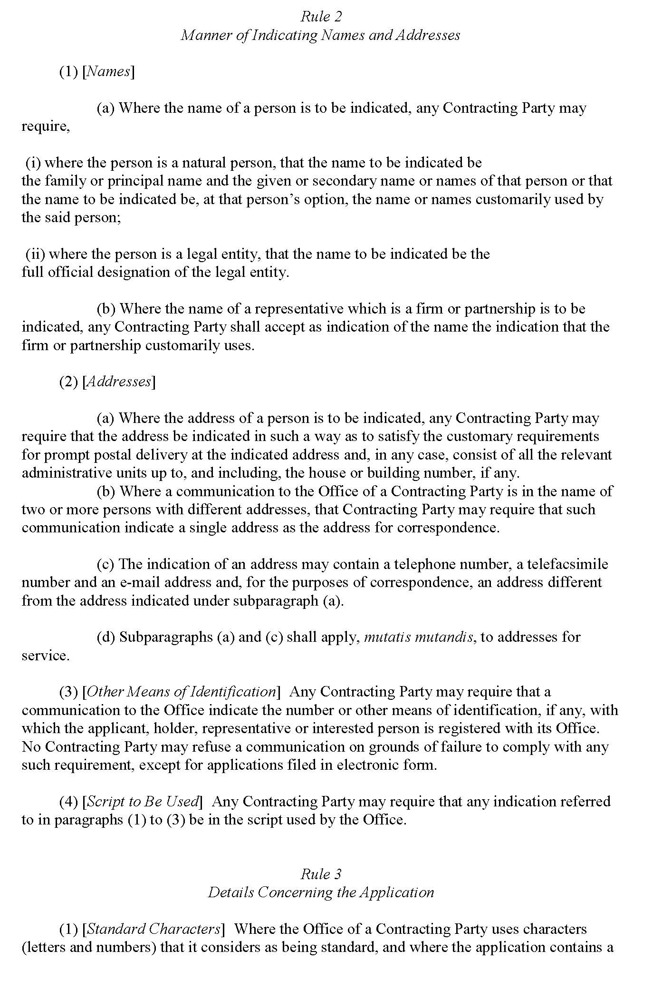 Rule 2
Manner of Indicating Names and Addresses
(1) [Names]
(a) Where the name of a person is to be indicated, any Contracting Party may
require,
(i) where the person is a natural person, that the name to be indicated be
the family or principal name and the given or secondary name or names of that person or that
the name to be indicated be, at that person’s option, the name or names customarily used by
the said person;
(ii) where the person is a legal entity, that the name to be indicated be the
full official designation of the legal entity.
(b) Where the name of a representative which is a firm or partnership is to be
indicated, any Contracting Party shall accept as indication of the name the indication that the
firm or partnership customarily uses.
(2) [Addresses]
(a) Where the address of a person is to be indicated, any Contracting Party may
require that the address be indicated in such a way as to satisfy the customary requirements
for prompt postal delivery at the indicated address and, in any case, consist of all the relevant
administrative units up to, and including, the house or building number, if any.
(b) Where a communication to the Office of a Contracting Party is in the name of
two or more persons with different addresses, that Contracting Party may require that such
communication indicate a single address as the address for correspondence.
(c) The indication of an address may contain a telephone number, a telefacsimile
number and an e-mail address and, for the purposes of correspondence, an address different
from the address indicated under subparagraph (a).
(d) Subparagraphs (a) and (c) shall apply, mutatis mutandis, to addresses for
service.
(3) [Other Means of Identification]  Any Contracting Party may require that a
communication to the Office indicate the number or other means of identification, if any, with
which the applicant, holder, representative or interested person is registered with its Office.
No Contracting Party may refuse a communication on grounds of failure to comply with any
such requirement, except for applications filed in electronic form.
(4) [Script to Be Used]  Any Contracting Party may require that any indication referred
to in paragraphs (1) to (3) be in the script used by the Office.
Rule 3
Details Concerning the Application
(1) [Standard Characters]  Where the Office of a Contracting Party uses characters
(letters and numbers) that it considers as being standard, and where the application contains a